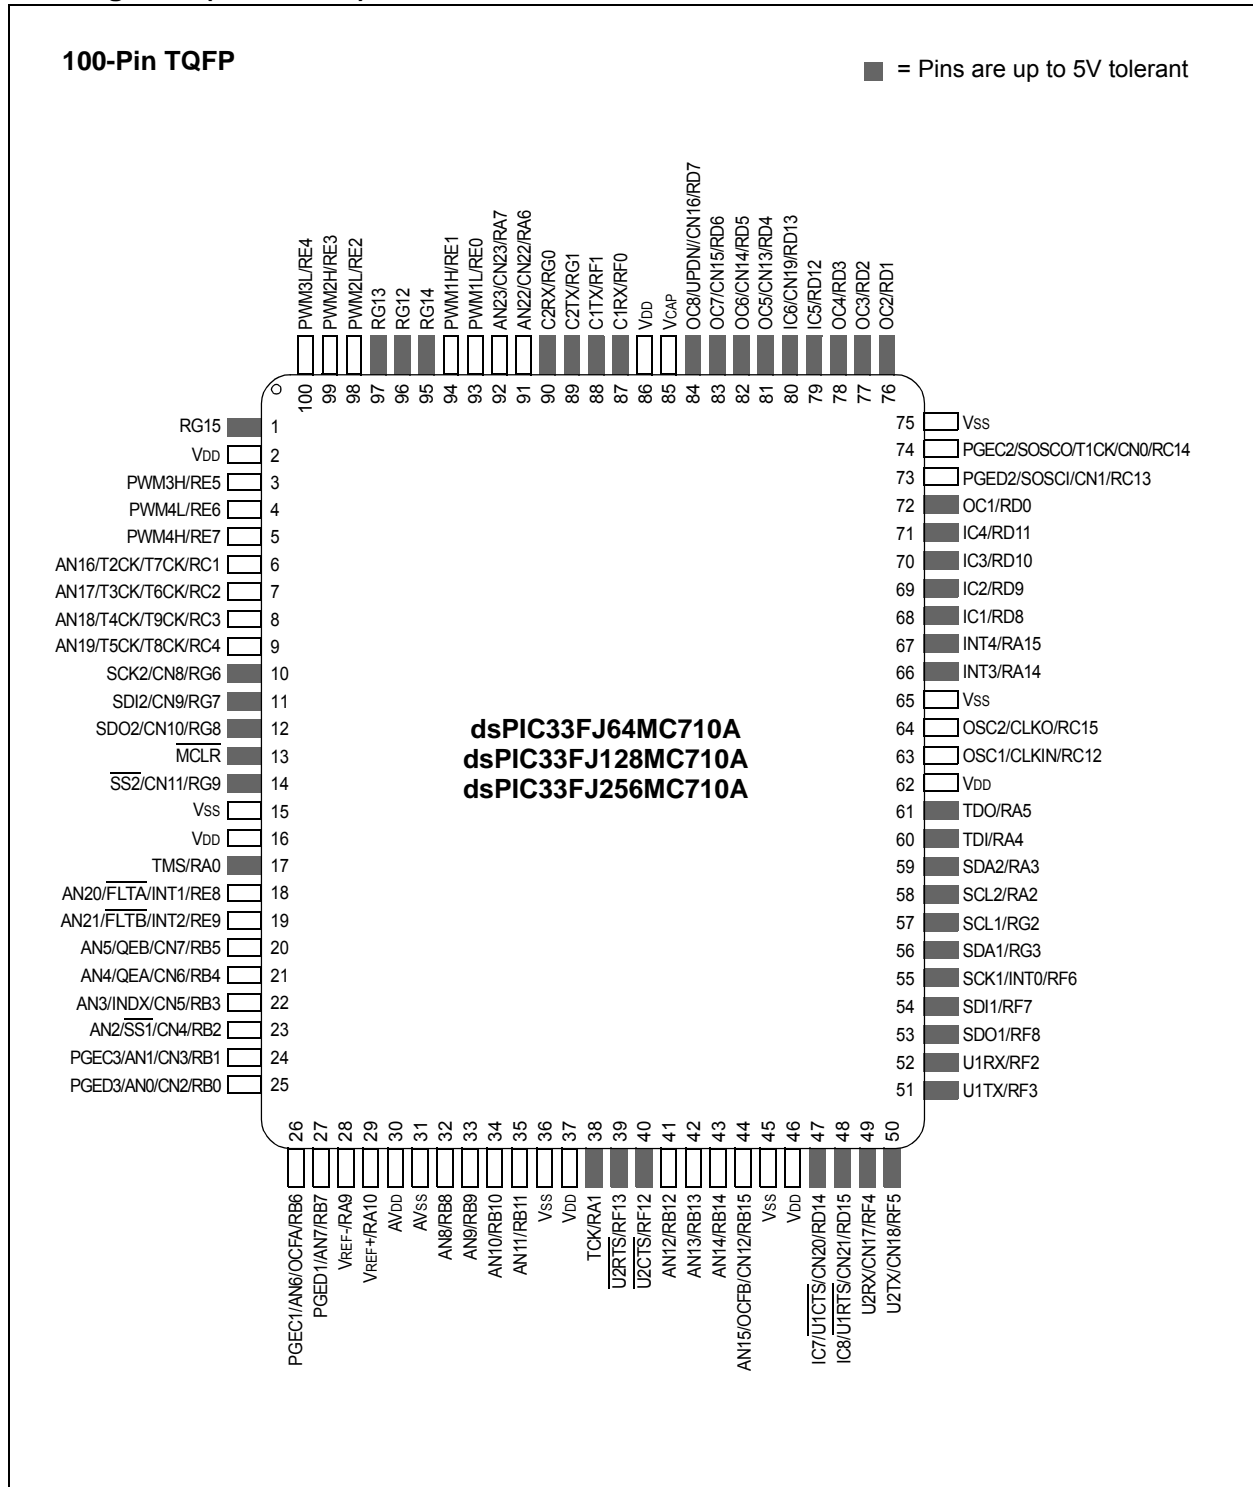 100-Pin TQFP
= Pins are up to 5V tolerant
PWM3L/RE4
PWM2H/RE3
PWM2L/RE2
RG13
RG12
RG14
PWM1H/RE1
PWM1L/RE0
AN23/CN23/RA7
AN22/CN22/RA6
C2RX/RG0
C2TX/RG1
C1TX/RF1
C1RX/RF0
VDD
VCAP
OC8/UPDN//CN16/RD7
OC7/CN15/RD6
OC6/CN14/RD5
OC5/CN13/RD4
IC6/CN19/RD13
IC5/RD12
OC4/RD3
OC3/RD2
OC2/RD1
100
99
98
97
96
95
94
93
92
91
90
89
88
87
86
85
84
83
82
81
80
79
78
77
76
RG15 1
VDD 2
PWM3H/RE5 3
PWM4L/RE6 4
PWM4H/RE7 5
AN16/T2CK/T7CK/RC1 6
AN17/T3CK/T6CK/RC2 7
AN18/T4CK/T9CK/RC3 8
AN19/T5CK/T8CK/RC4 9
SCK2/CN8/RG6 10
SDI2/CN9/RG7 11
SDO2/CN10/RG8 12
MCLR 13
SS2/CN11/RG9 14
VSS 15
VDD 16
TMS/RA0 17
AN20/FLTA/INT1/RE8 18
AN21/FLTB/INT2/RE9 19
AN5/QEB/CN7/RB5 20
AN4/QEA/CN6/RB4 21
AN3/INDX/CN5/RB3 22
AN2/SS1/CN4/RB2 23
PGEC3/AN1/CN3/RB1 24
PGED3/AN0/CN2/RB0 25
dsPIC33FJ64MC710A
dsPIC33FJ128MC710A
dsPIC33FJ256MC710A
75 VSS
74 PGEC2/SOSCO/T1CK/CN0/RC14
73 PGED2/SOSCI/CN1/RC13
72 OC1/RD0
71 IC4/RD11
70 IC3/RD10
69 IC2/RD9
68 IC1/RD8
67 INT4/RA15
66 INT3/RA14
65 VSS
64 OSC2/CLKO/RC15
63 OSC1/CLKIN/RC12
62 VDD
61 TDO/RA5
60 TDI/RA4
59 SDA2/RA3
58 SCL2/RA2
57 SCL1/RG2
56 SDA1/RG3
55 SCK1/INT0/RF6
54 SDI1/RF7
53 SDO1/RF8
52 U1RX/RF2
51 U1TX/RF3
26
27
28
29
30
31
32
33
34
35
36
37
38
39
40
41
42
43
44
45
46
47
48
49
50
PGEC1/AN6/OCFA/RB6
PGED1/AN7/RB7
VREF-/RA9
VREF+/RA10
AVDD
AVSS
AN8/RB8
AN9/RB9
AN10/RB10
AN11/RB11
VSS
VDD
TCK/RA1
U2RTS/RF13
U2CTS/RF12
AN12/RB12
AN13/RB13
AN14/RB14
AN15/OCFB/CN12/RB15
VSS
VDD
IC7/U1CTS/CN20/RD14
IC8/U1RTS/CN21/RD15
U2RX/CN17/RF4
U2TX/CN18/RF5